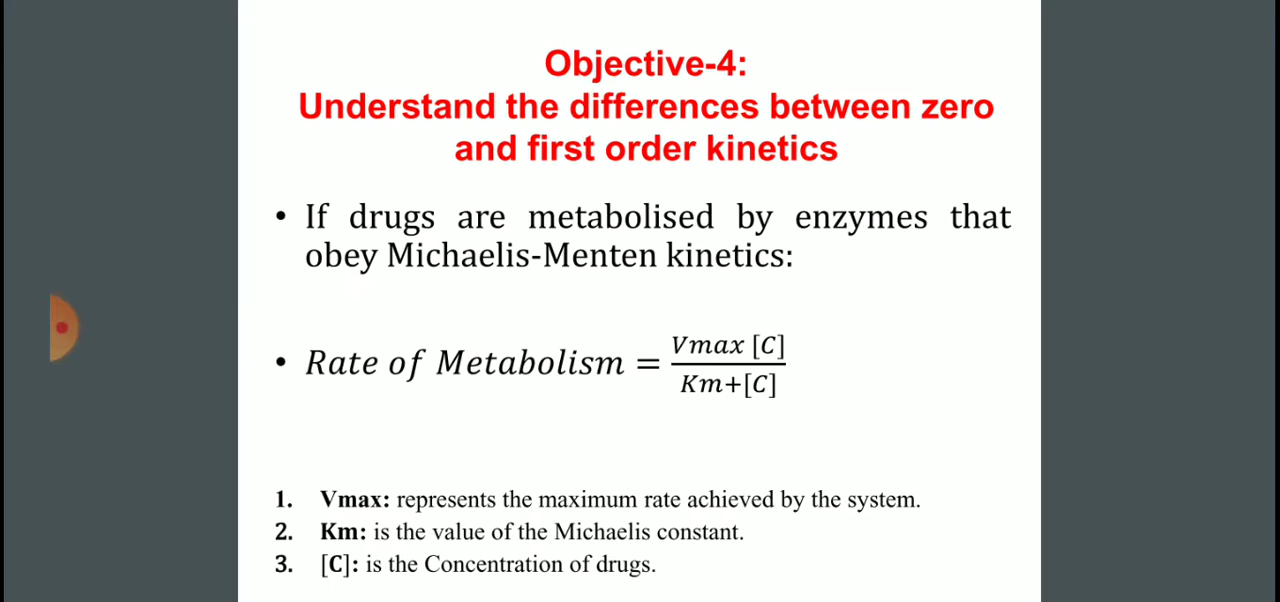 Objective-4:
Understand the differences between zero
and first order kinetics
• If drugs are metabolised by enzymes that
obey Michaelis-Menten kinetics:
• Rate of Metabolism = Vmax [C] / Km+[C]
1. Vmax: represents the maximum rate achieved by the system.
2. Km: is the value of the Michaelis constant.
3. [C]: is the Concentration of drugs.